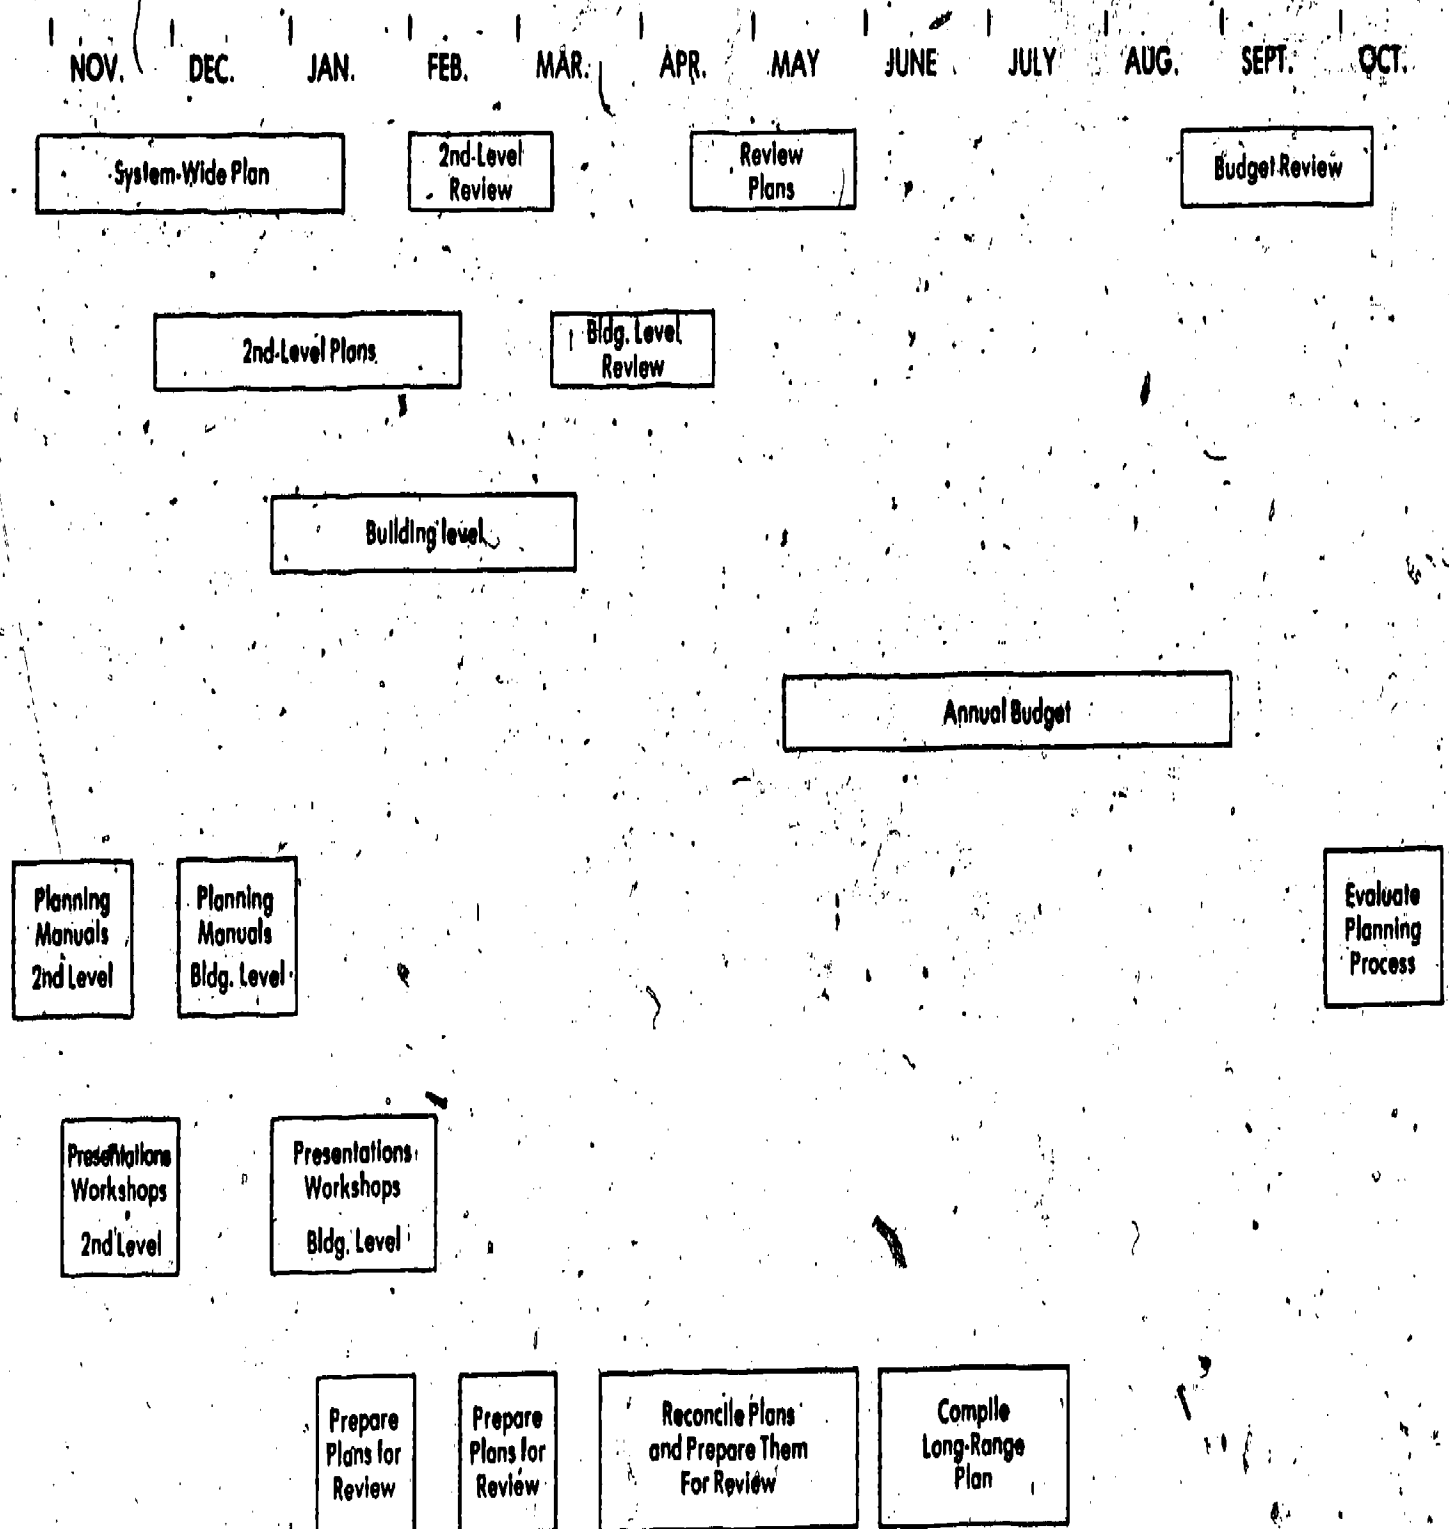 NOV. DEC. JAN. FEB. MAR. APR. MAY JUNE JULY AUG. SEPT. OCT.
System-Wide Plan
2nd-Level
Review
Review
Plans
Budget Review
2nd-Level Plans
Bldg. Level
Review
Building level
Annual Budget
Planning
Manuals
2nd Level
Planning
Manuals
Bldg. Level
Evaluate
Planning
Process
Presentations
Workshops
2nd Level
Presentations
Workshops
Bldg. Level
Prepare
Plans for
Review
Prepare
Plans for
Review
Reconcile Plans
and Prepare Them
For Review
Compile
Long-Range
Plan